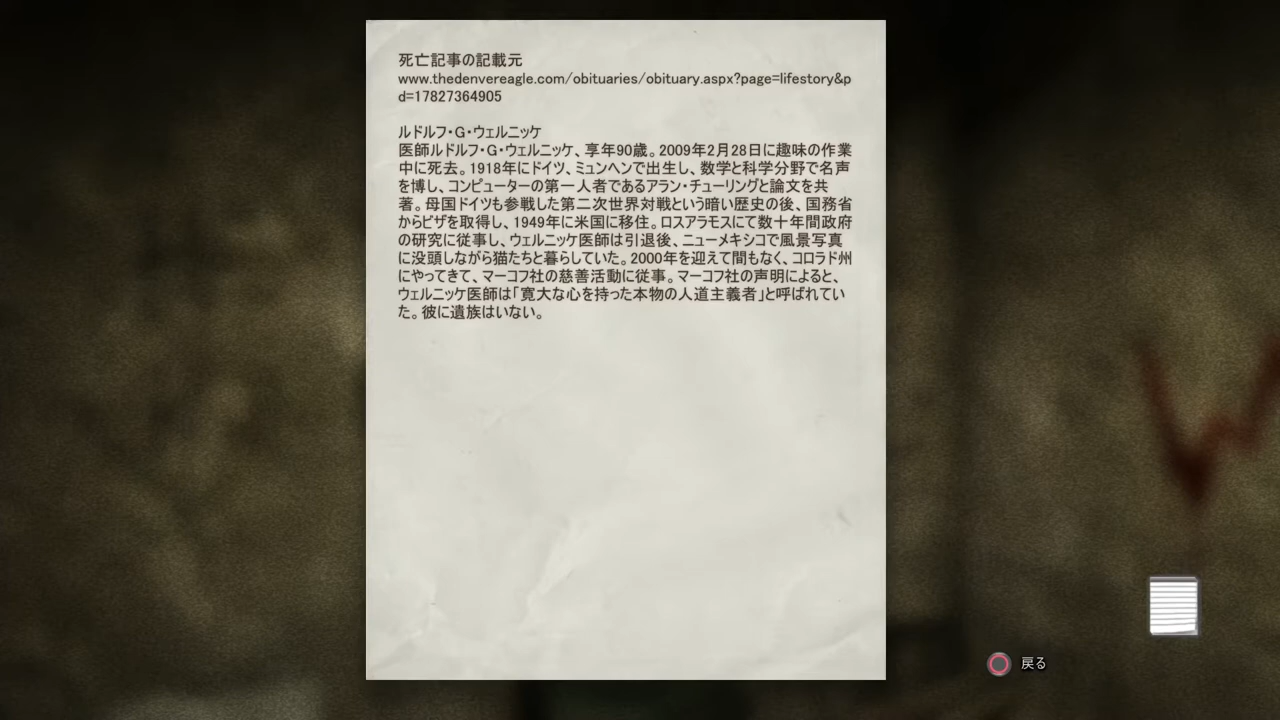 死亡記事の記載元
www.thedenvereagle.com/obituaries/obituary.aspx?page=lifestory&p
d=17827364905
ルドルフ・G・ウェルニッケ
医師ルドルフ・G・ウェルニッケ、享年90歳。2009年2月28日に趣味の作業
中に死去。1918年にドイツ、ミュンヘンで出生し、数学と科学分野で名声
を博し、コンピューターの第一人者であるアラン・チューリングと論文を共
著。母国ドイツも参戦した第二次世界対戦という暗い歴史の後、国務省
からビザを取得し、1949年に米国に移住。ロスアラモスにて数十年間政府
の研究に従事し、ウェルニッケ医師は引退後、ニューメキシコで風景写真
に没頭しながら猫たちと暮らしていた。2000年を迎えて間もなく、コロラド州
にやってきて、マーコフ社の慈善活動に従事。マーコフ社の声明によると、
ウェルニッケ医師は「寛大な心を持った本物の人道主義者」と呼ばれてい
た。彼に遺族はいない。
戻る